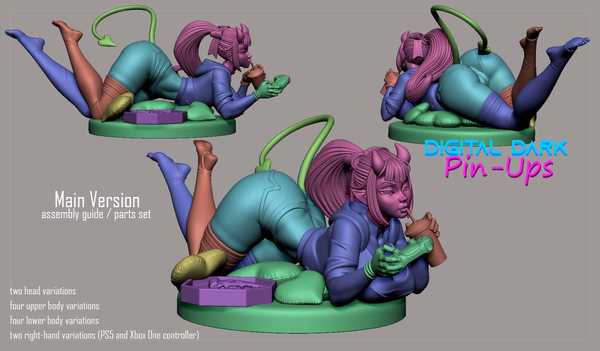 DIGITAL DARK
Pin-Ups
Main Version
assembly guide / parts set
two head variations
four upper body variations
four lower body variations
two right-hand variations (PS5 and Xbox One controller)